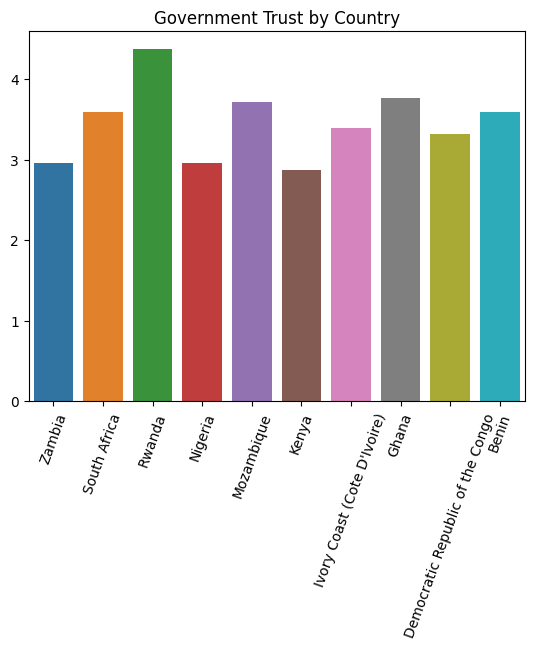 Government Trust by Country
4
3
2
1
0
Zambia
South Africa
Rwanda
Nigeria
Mozambique
Kenya
Ivory Coast (Cote D'Ivoire)
Ghana
Democratic Republic of the Congo
Benin